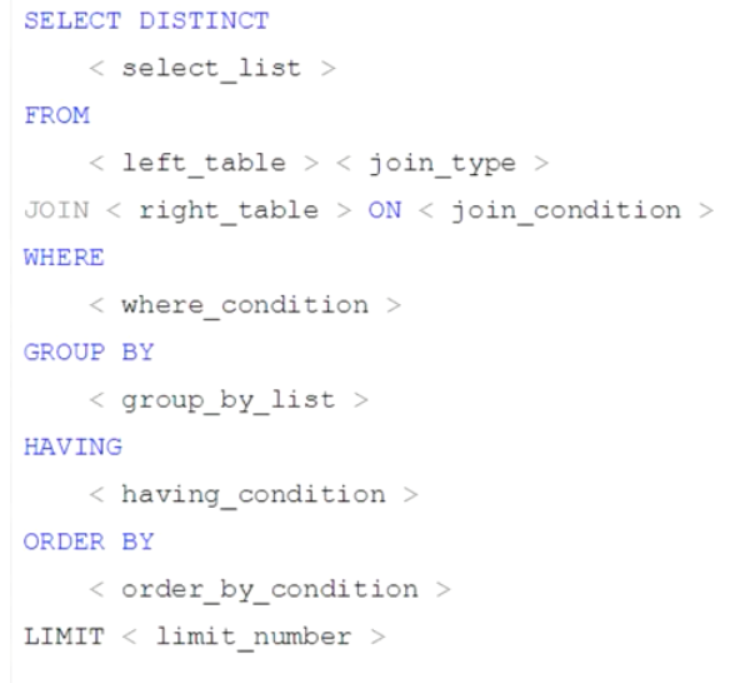 SELECT DISTINCT
< select_list >
FROM
< left_table > < join_type >
JOIN < right_table > ON < join_condition >
WHERE
< where_condition >
GROUP BY
< group_by_list >
HAVING
< having_condition >
ORDER BY
< order_by_condition >
LIMIT < limit_number >